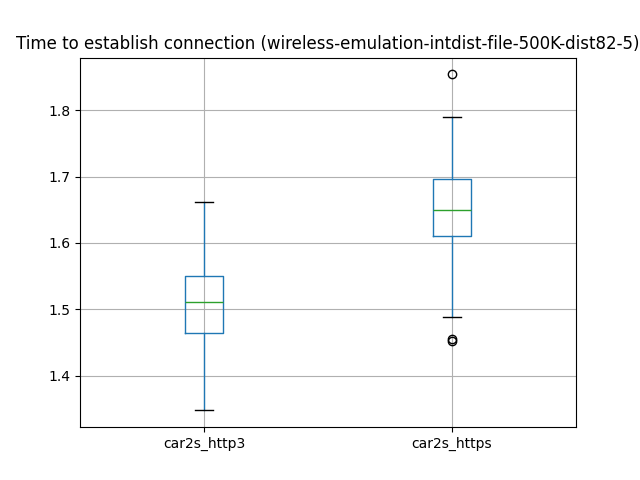 Time to establish connection (wireless-emulation-intdist-file-500K-dist82-5)
1.8
1.7
1.6
1.5
1.4
car2s_http3
car2s_https